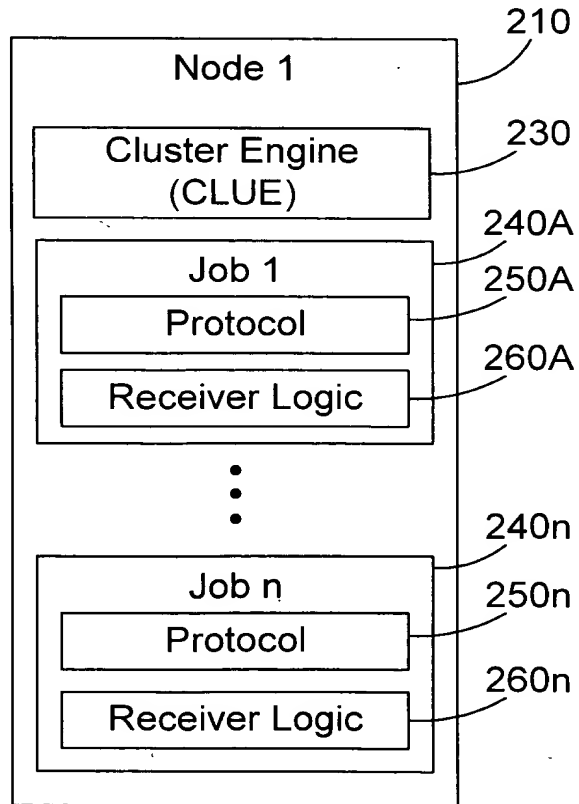 210
Node 1
230
Cluster Engine
(CLUE)
240A
Job 1
250A
Protocol
260A
Receiver Logic
240n
Job n
250n
Protocol
260n
Receiver Logic